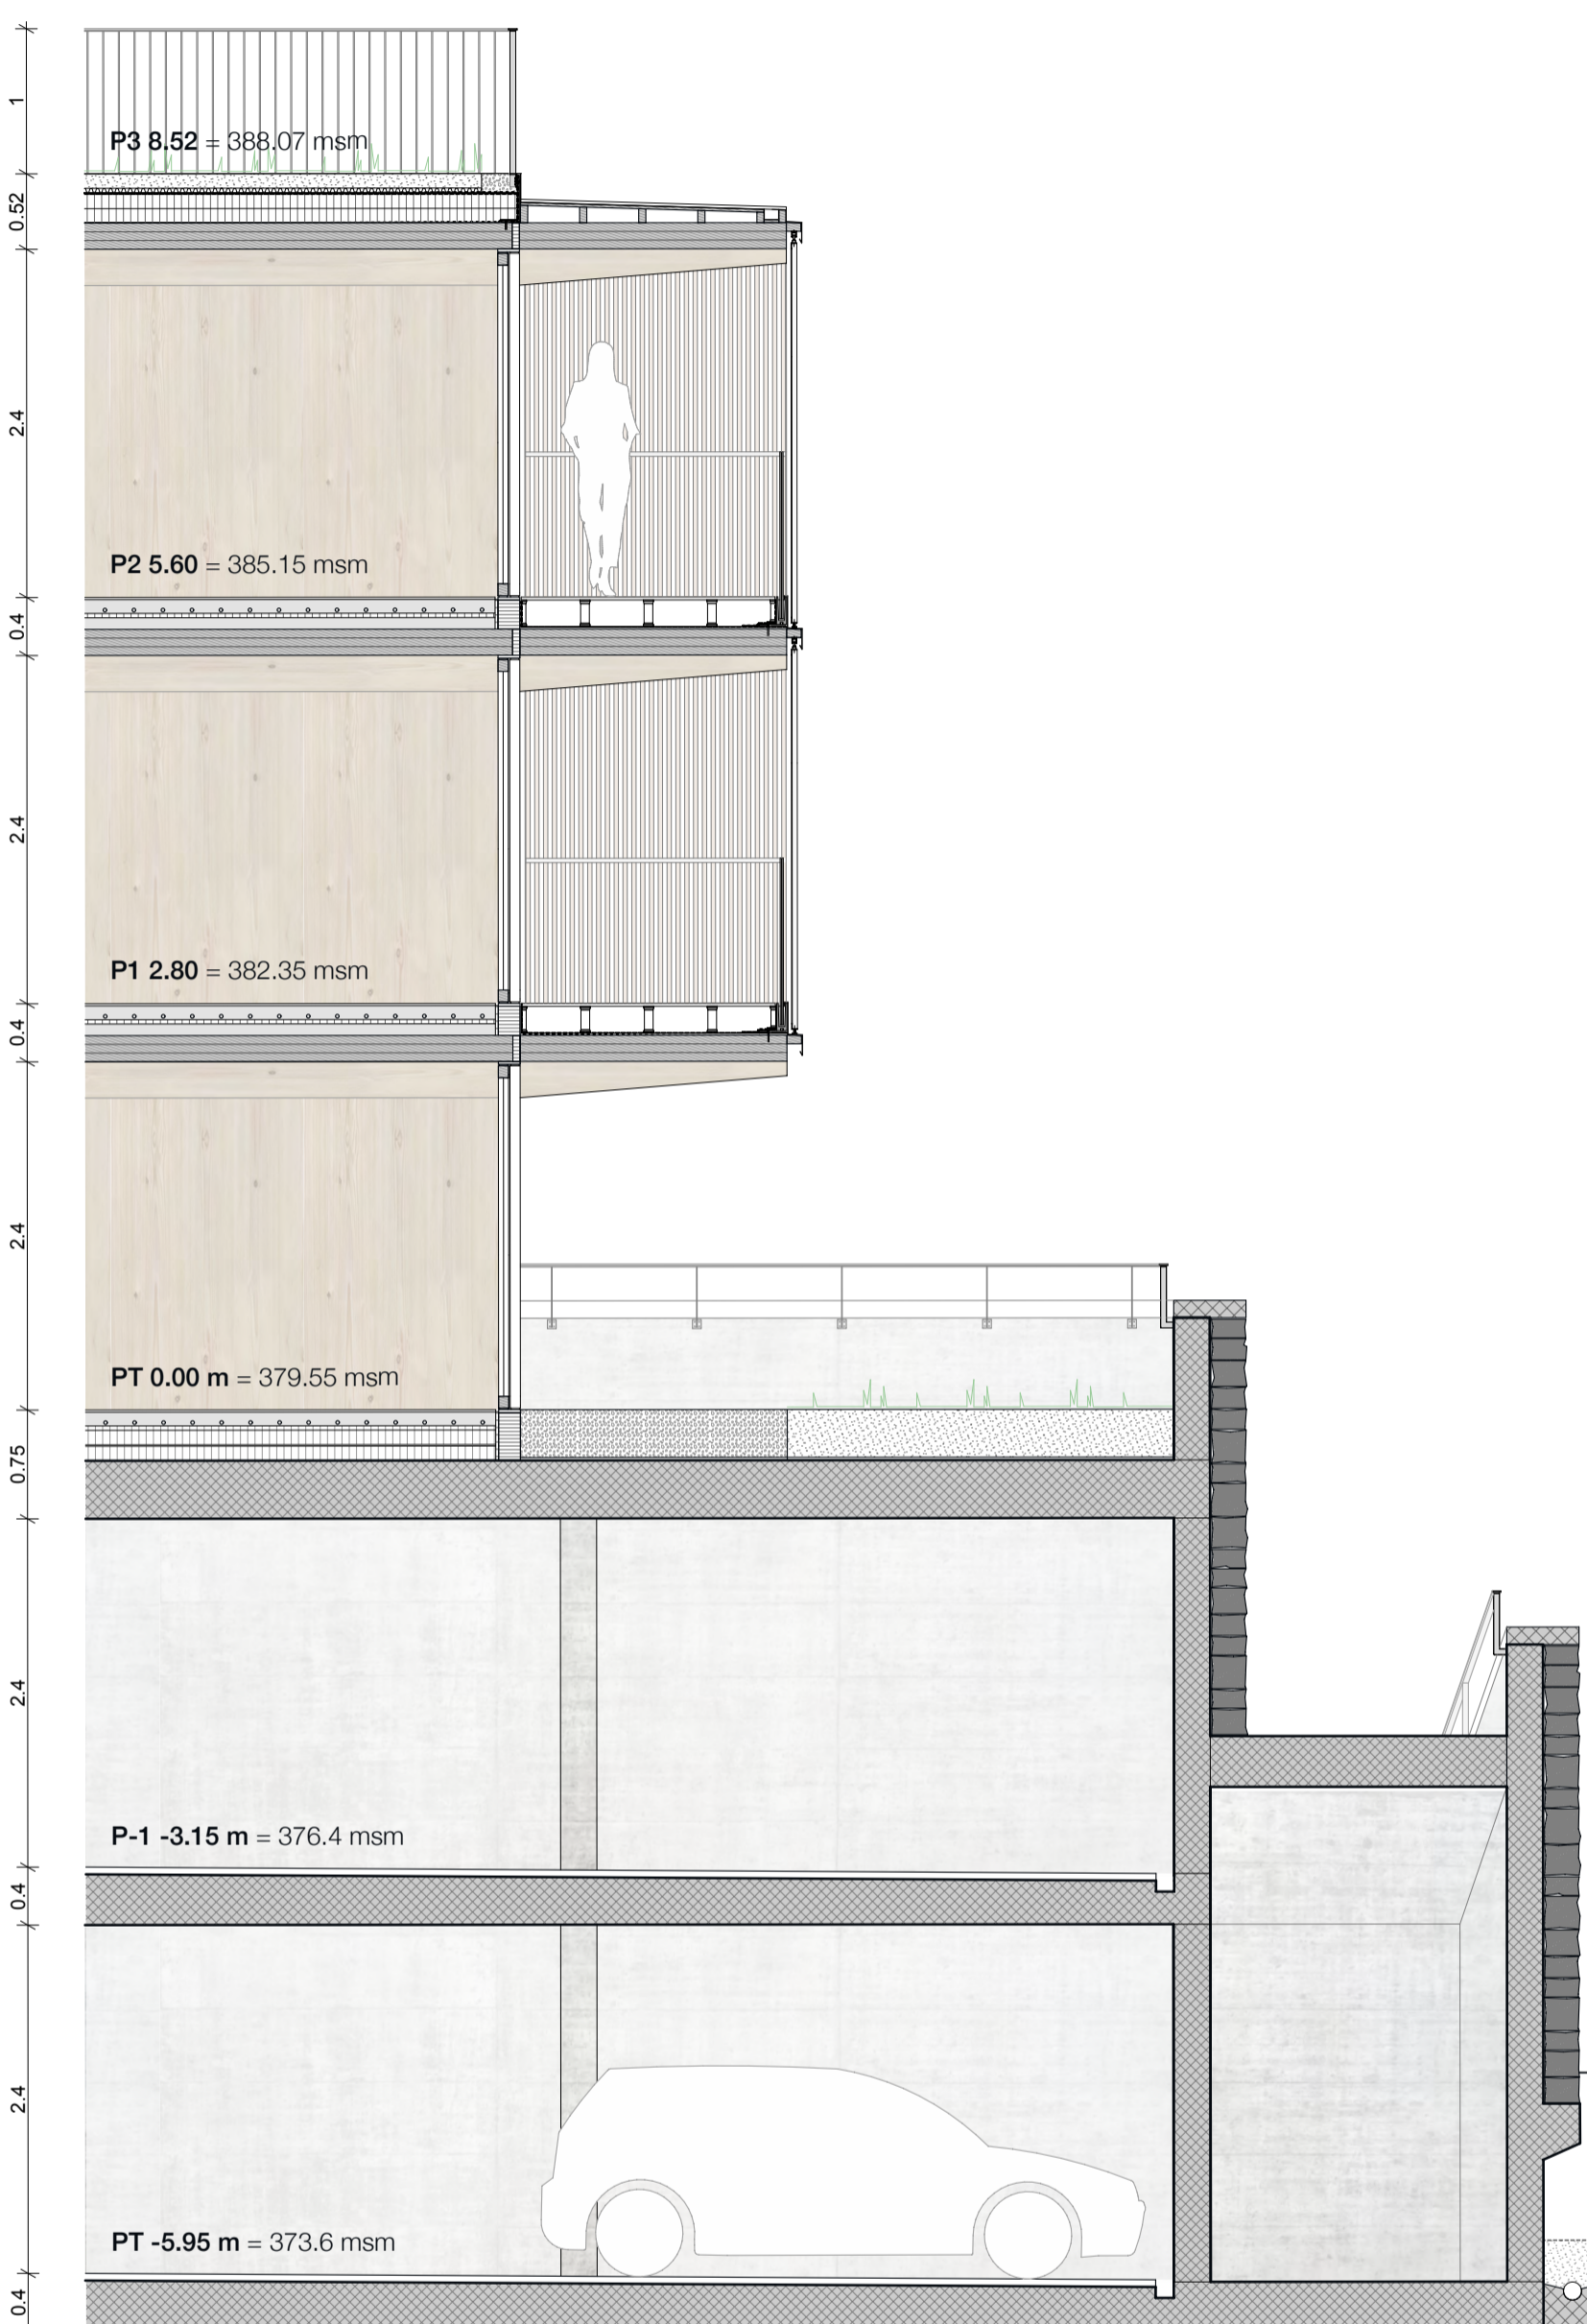 1
P3 8.52 = 388.07 msm
0.52
2.4
P2 5.60 = 385.15 msm
0.4
2.4
P1 2.80 = 382.35 msm
0.4
2.4
PT 0.00 m = 379.55 msm
0.75
2.4
P-1 -3.15 m = 376.4 msm
0.4
2.4
PT -5.95 m = 373.6 msm
0.4